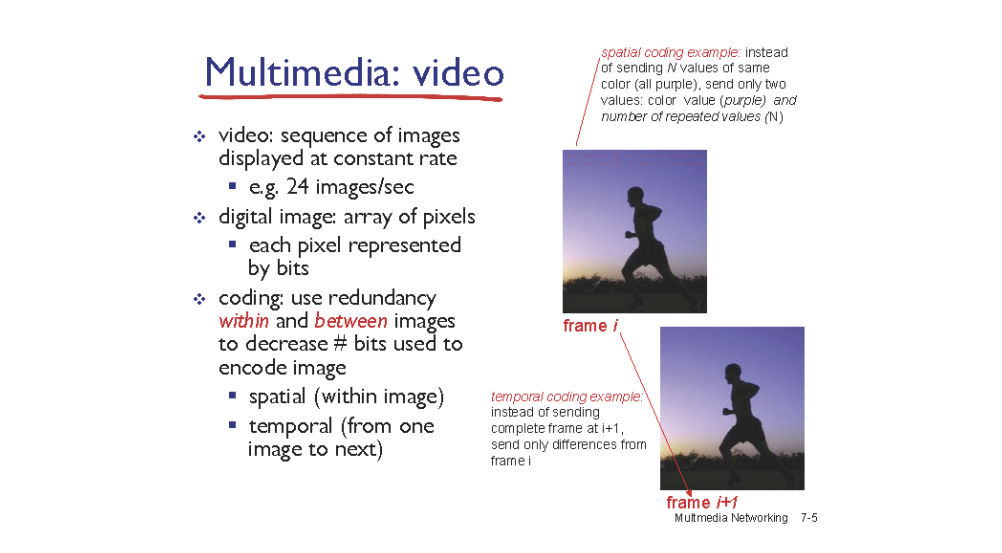 Multimedia: video
❖ video: sequence of images
displayed at constant rate
▪ e.g. 24 images/sec
❖ digital image: array of pixels
▪ each pixel represented
by bits
❖ coding: use redundancy
within and between images
to decrease # bits used to
encode image
▪ spatial (within image)
▪ temporal (from one
image to next)
spatial coding example: instead
of sending N values of same
color (all purple), send only two
values: color value (purple) and
number of repeated values (N)
frame i
temporal coding example:
instead of sending
complete frame at i+1,
send only differences from
frame i
frame i+1
Multmedia Networking 7-5